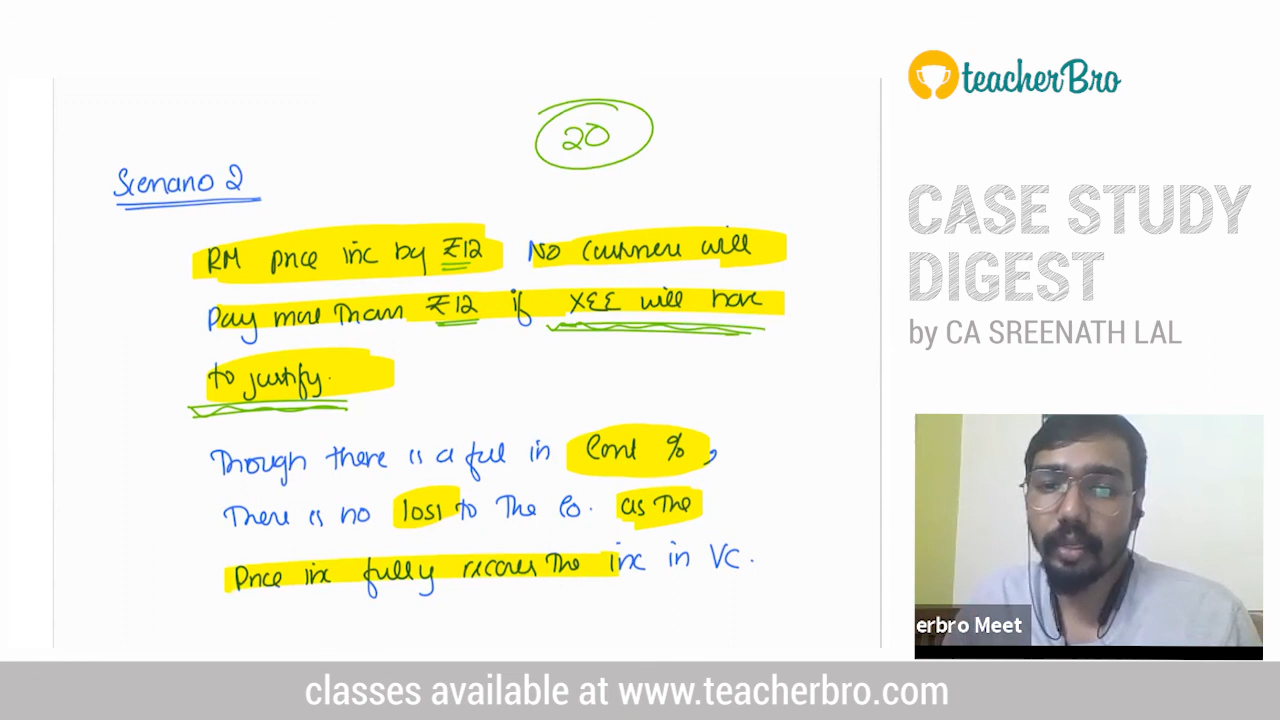 teacherBro
20
Scenario 2
RM price inc by ₹12 No customers will
Pay more than ₹12 if XEE will have
to justify.
Though there is a fall in Cont %,
There is no loss to the Co. as the
Price inc fully recovers the inc in VC.
CASE STUDY
DIGEST
by CA SREENATH LAL
erbro Meet
classes available at www.teacherbro.com